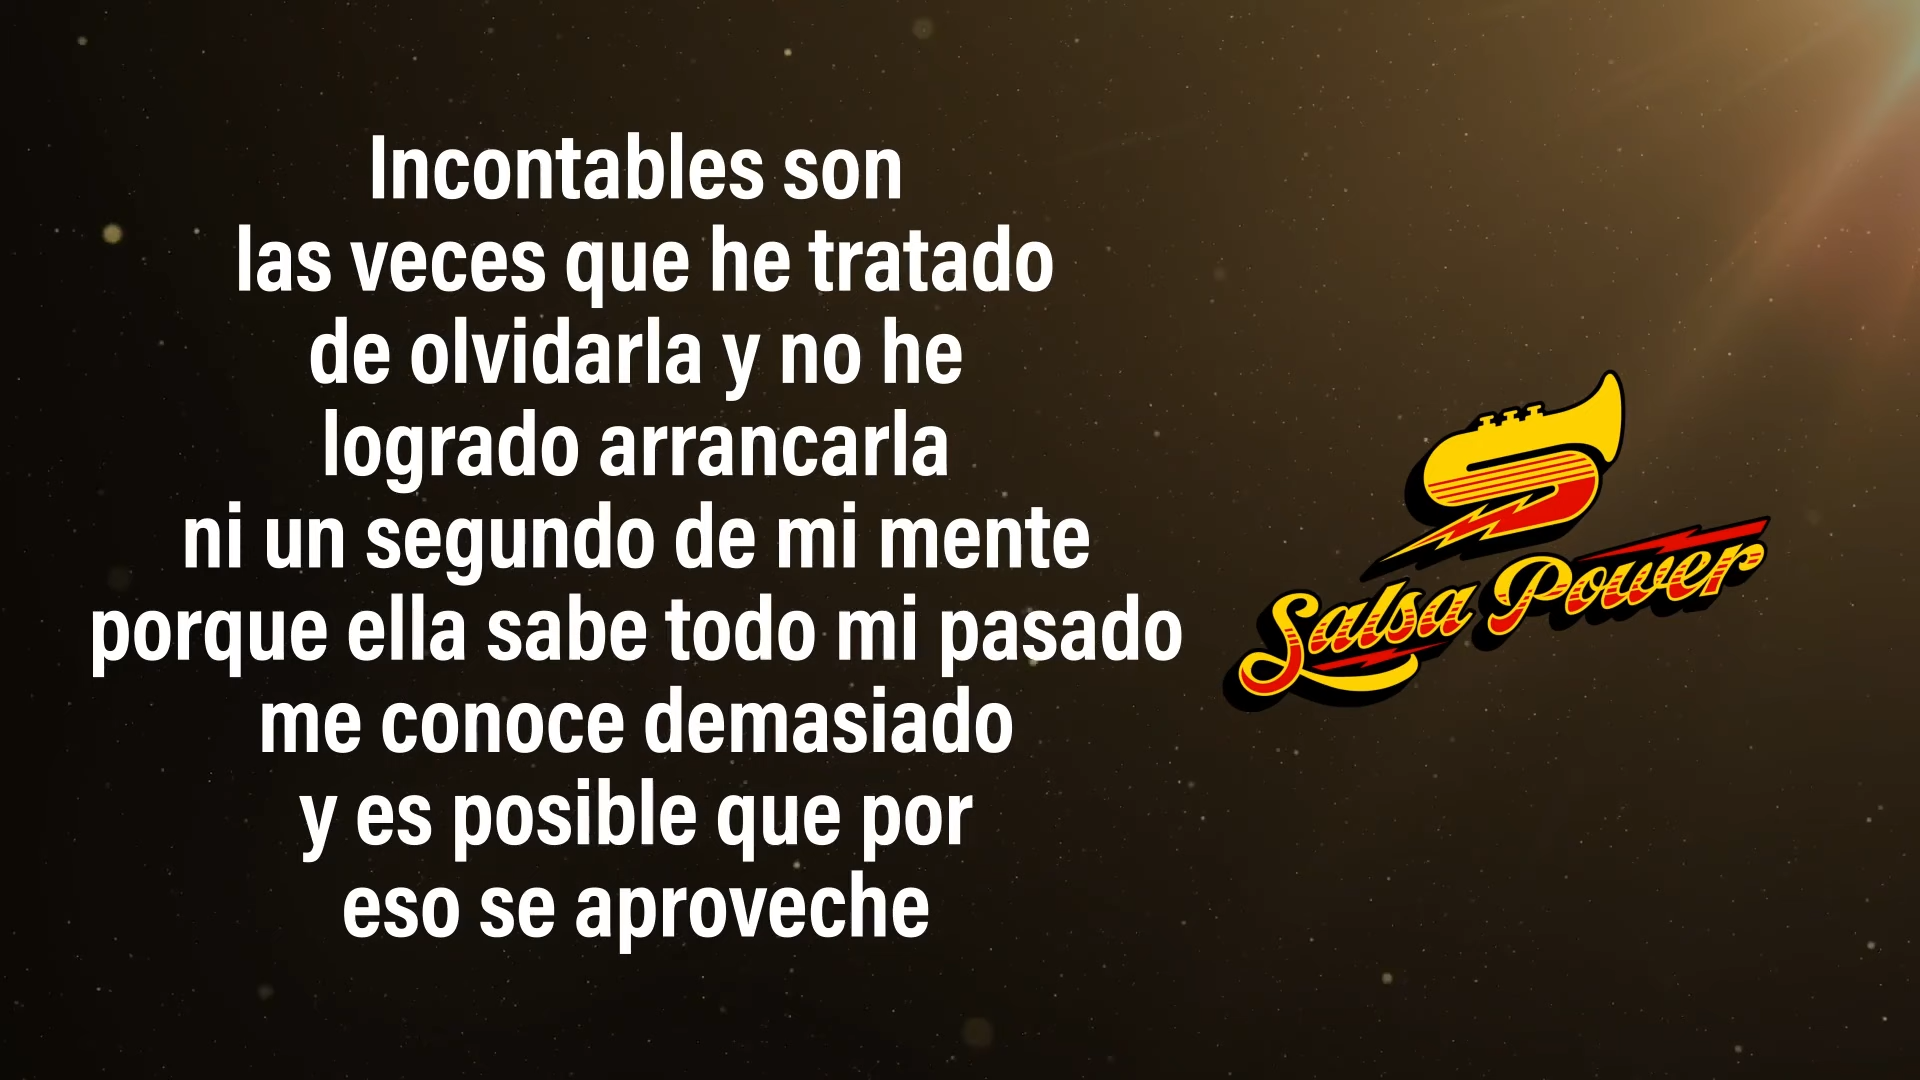 Incontables son
las veces que he tratado
de olvidarla y no he
logrado arrancarla
ni un segundo de mi mente
porque ella sabe todo mi pasado
me conoce demasiado
y es posible que por
eso se aproveche
Salsa Power